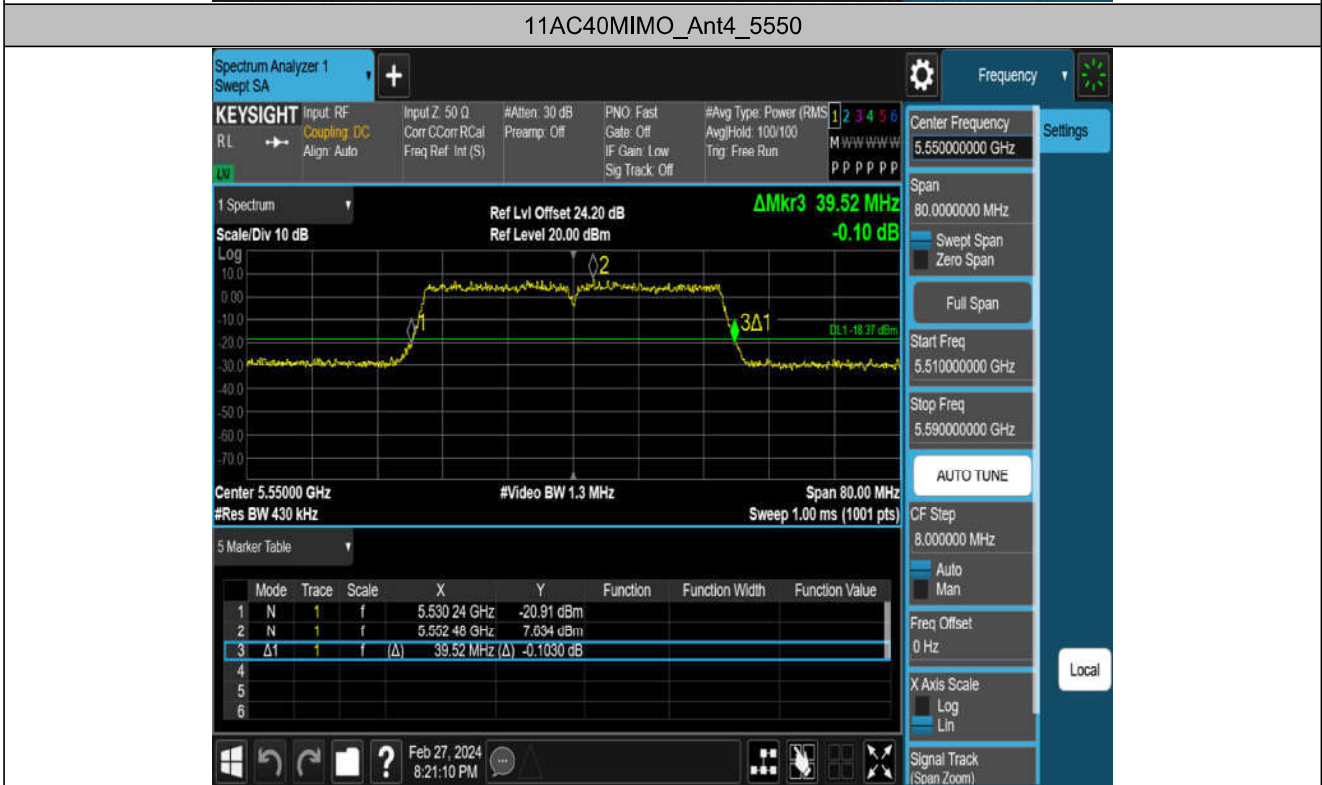 11AC40MIMO_Ant4_5550
Spectrum Analyzer 1
Swept SA
+
Frequency
KEYSIGHT
RL
LXI
Input: RF
Coupling: DC
Align: Auto
Input Z: 50 Ω
Corr CCorr RCal
Freq Ref: Int (S)
#Atten: 30 dB
Preamp: Off
PNO: Fast
Gate: Off
IF Gain: Low
Sig Track: Off
#Avg Type: Power (RMS
Avg|Hold: 100/100
Trig: Free Run
1 2 3 4 5 6
M W W W W W
P P P P P P
Center Frequency
5.550000000 GHz
Settings
Span
80.0000000 MHz
Swept Span
Zero Span
Full Span
Start Freq
5.510000000 GHz
Stop Freq
5.590000000 GHz
AUTO TUNE
CF Step
8.000000 MHz
Auto
Man
Freq Offset
0 Hz
X Axis Scale
Log
Lin
Signal Track
(Span Zoom)
Local
1 Spectrum
Scale/Div 10 dB
Ref Lvl Offset 24.20 dB
Ref Level 20.00 dBm
ΔMkr3 39.52 MHz
-0.10 dB
Log
10.0
0.00
-10.0
-20.0
-30.0
-40.0
-50.0
-60.0
-70.0
1
2
3Δ1
DL1 -18.37 dBm
Center 5.55000 GHz
#Video BW 1.3 MHz
Span 80.00 MHz
#Res BW 430 kHz
Sweep 1.00 ms (1001 pts)
5 Marker Table
Mode Trace Scale X Y Function Function Width Function Value
1 N 1 f 5.530 24 GHz -20.91 dBm
2 N 1 f 5.552 48 GHz 7.634 dBm
3 Δ1 1 f (Δ) 39.52 MHz (Δ) -0.1030 dB
4
5
6
?
Feb 27, 2024
8:21:10 PM